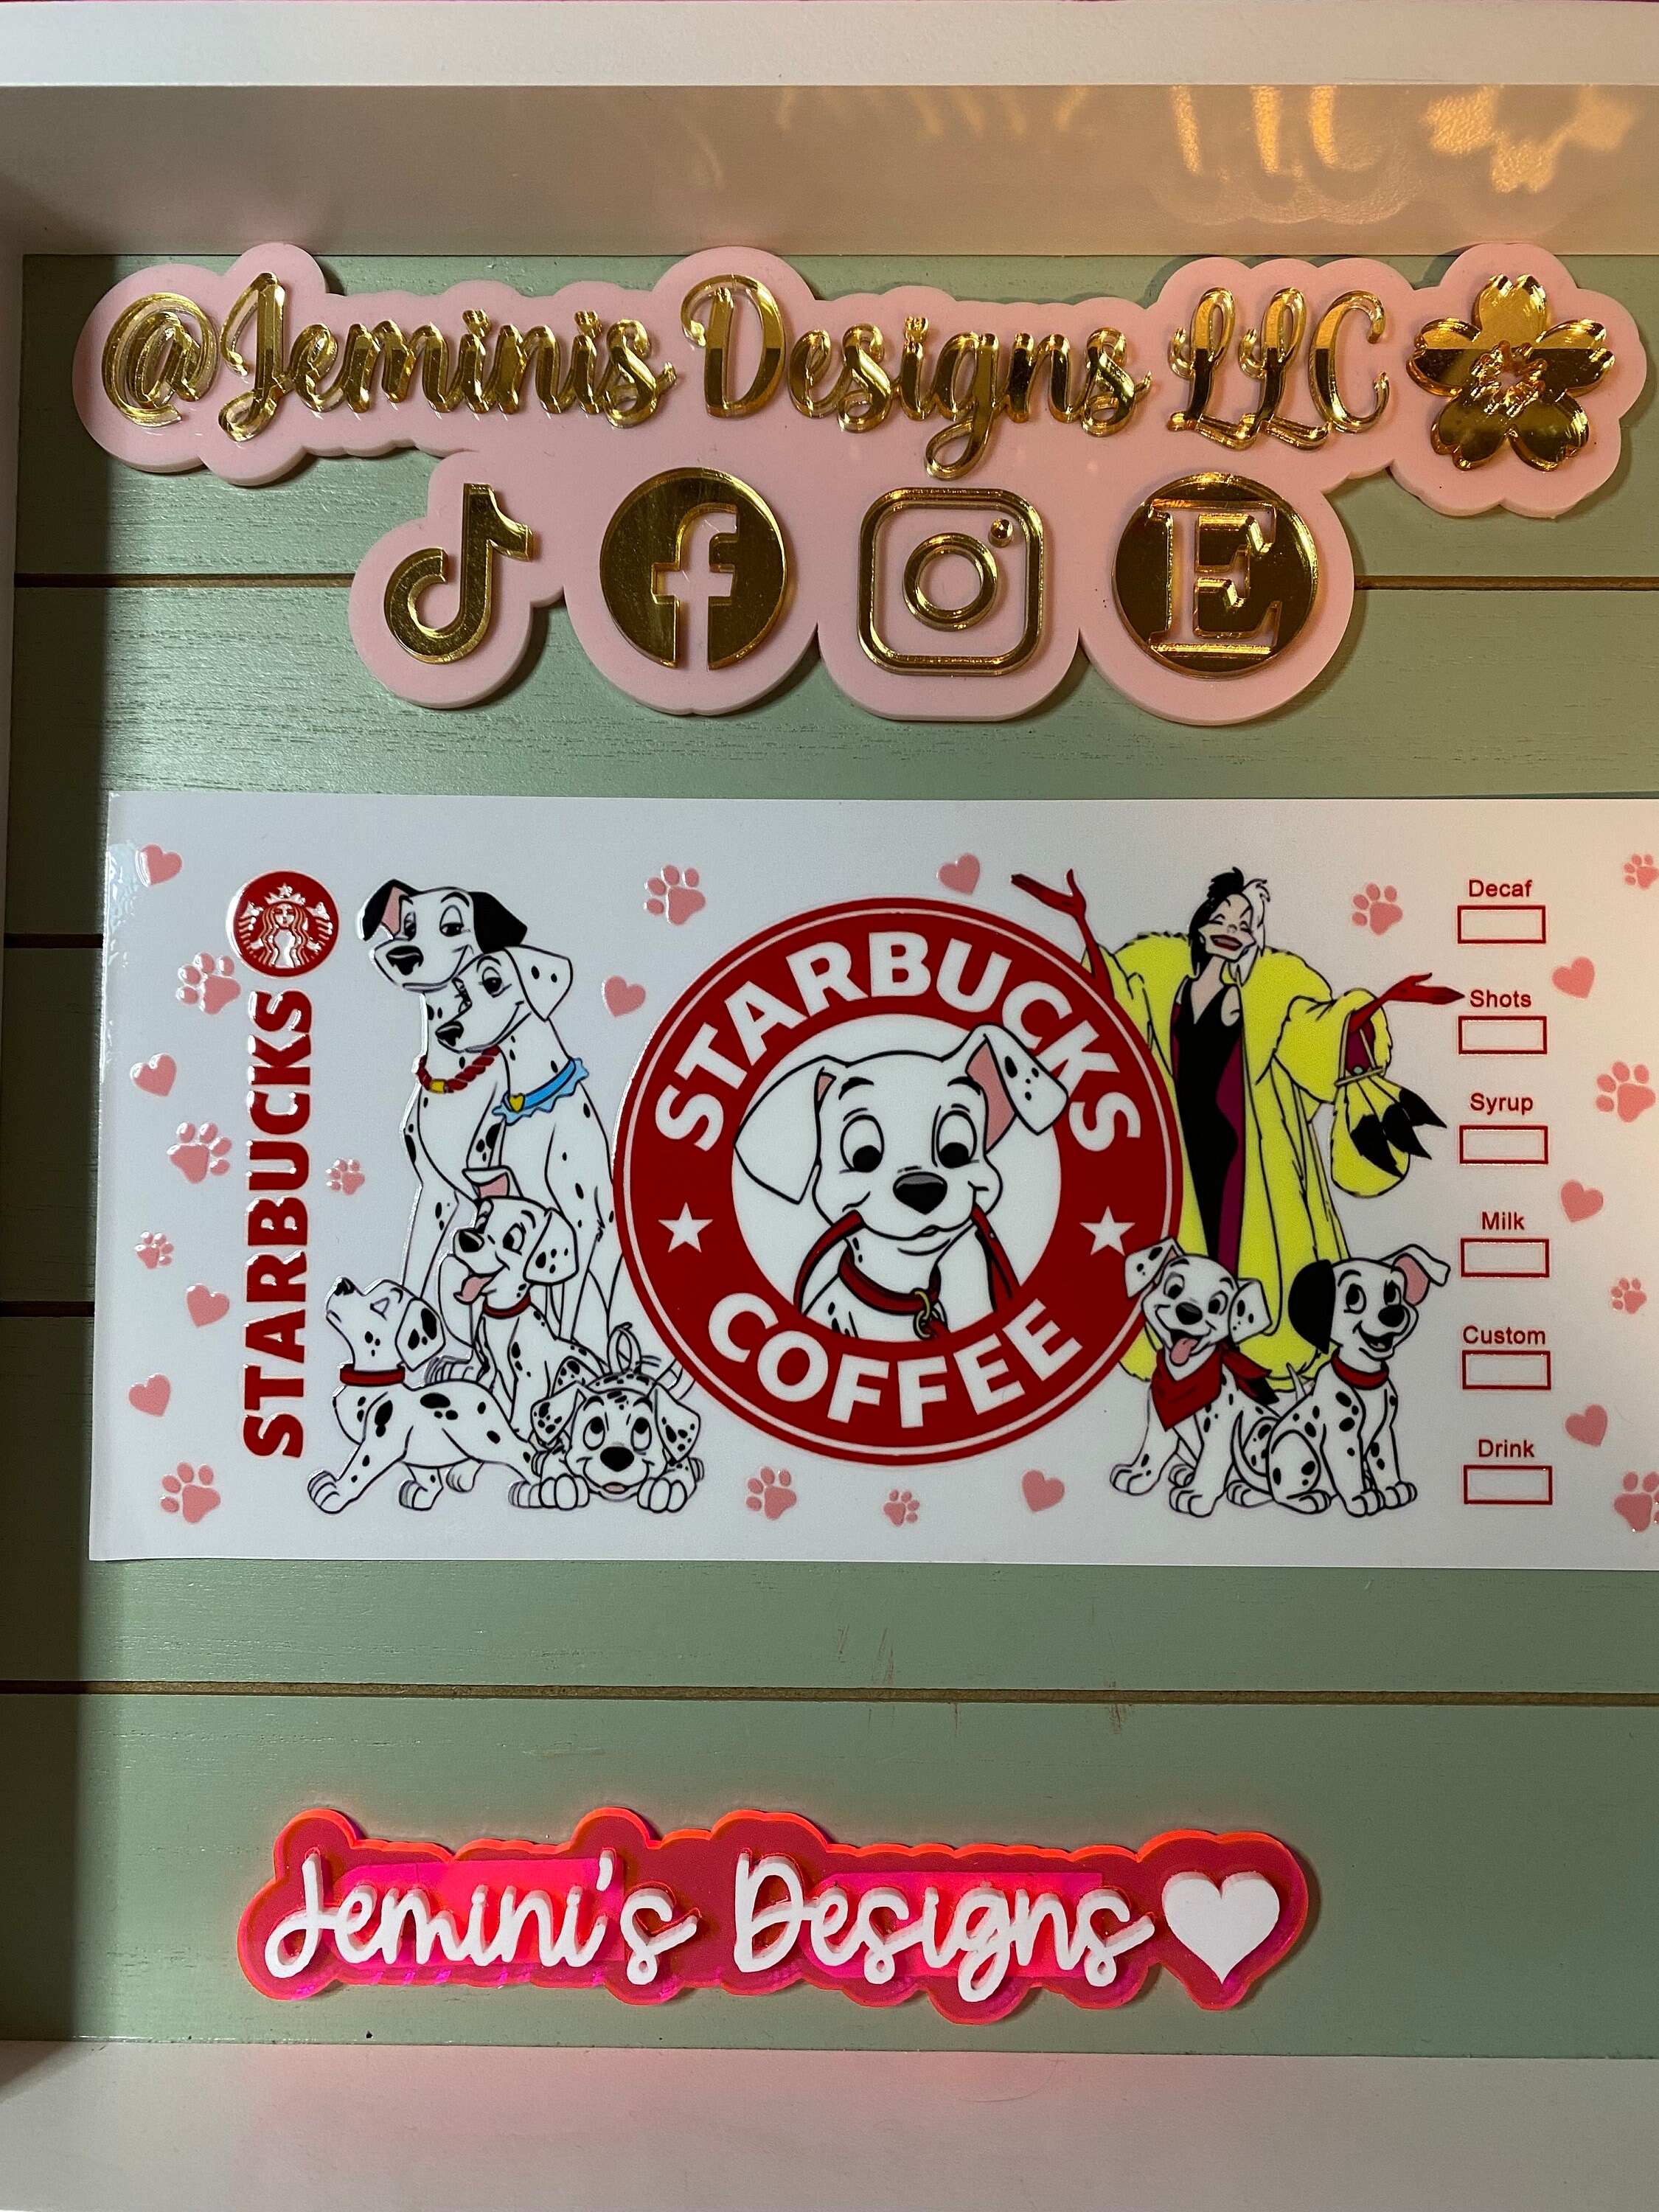 @Jeminis Designs LLC
E
STARBUCKS
STARBUCKS
COFFEE
Decaf
Shots
Syrup
Milk
Custom
Drink
Jemini's Designs